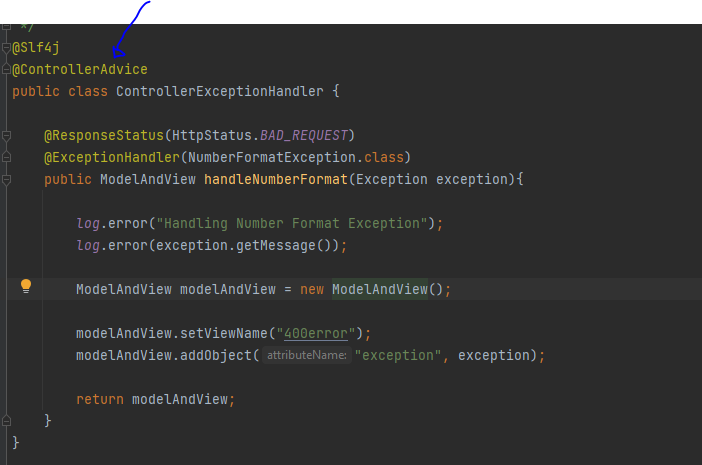 */
@Slf4j
@ControllerAdvice
public class ControllerExceptionHandler {
@ResponseStatus(HttpStatus.BAD_REQUEST)
@ExceptionHandler(NumberFormatException.class)
public ModelAndView handleNumberFormat(Exception exception){
log.error("Handling Number Format Exception");
log.error(exception.getMessage());
ModelAndView modelAndView = new ModelAndView();
modelAndView.setViewName("400error");
modelAndView.addObject( attributeName: "exception", exception);
return modelAndView;
}
}